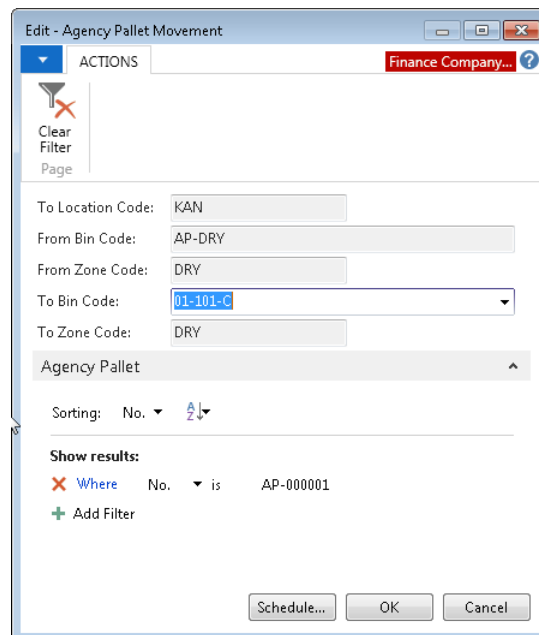 Edit - Agency Pallet Movement
ACTIONS
Finance Company...
?
Clear
Filter
Page
To Location Code: KAN
From Bin Code: AP-DRY
From Zone Code: DRY
To Bin Code: 01-101-C
To Zone Code: DRY
Agency Pallet
Sorting: No. A Z
Show results:
Where No. is AP-000001
Add Filter
Schedule... OK Cancel